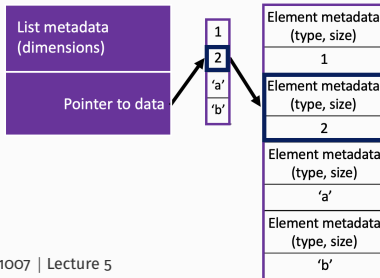 List metadata
(dimensions)
Pointer to data
1
2
‘a’
‘b’
Element metadata
(type, size)
1
Element metadata
(type, size)
2
Element metadata
(type, size)
‘a’
Element metadata
(type, size)
‘b’
1007 | Lecture 5